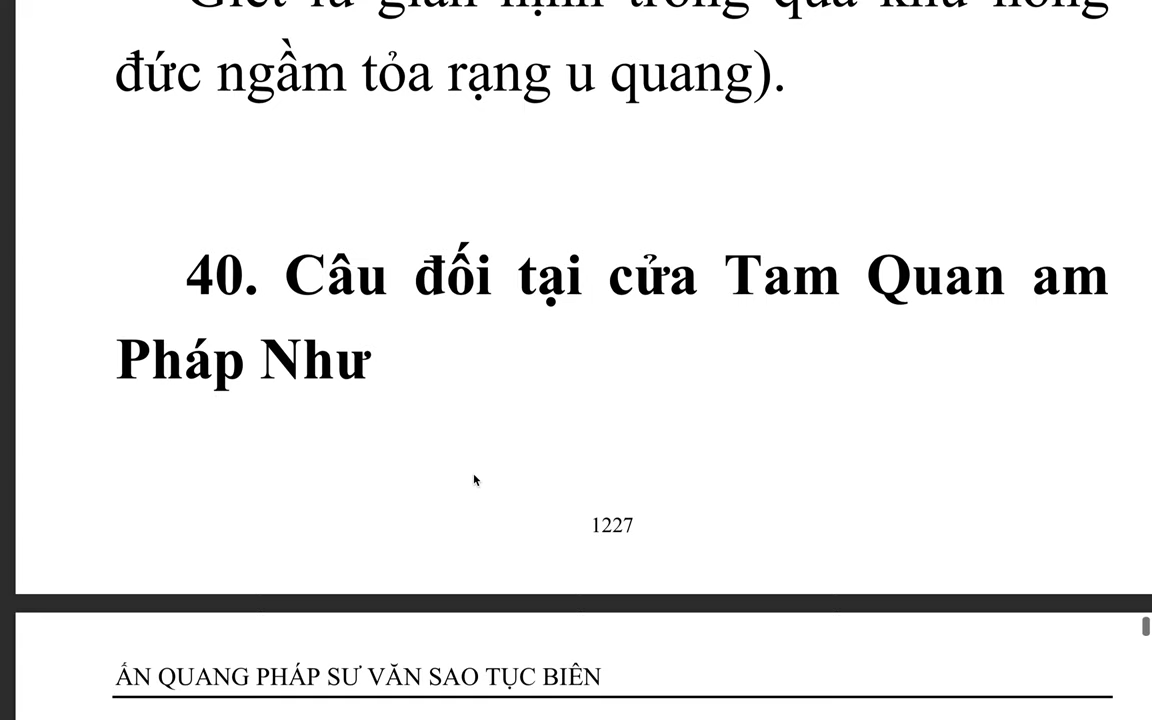 đức ngầm tỏa rạng u quang).
40. Câu đối tại cửa Tam Quan am
Pháp Như
1227
ẤN QUANG PHÁP SƯ VĂN SAO TỤC BIÊN